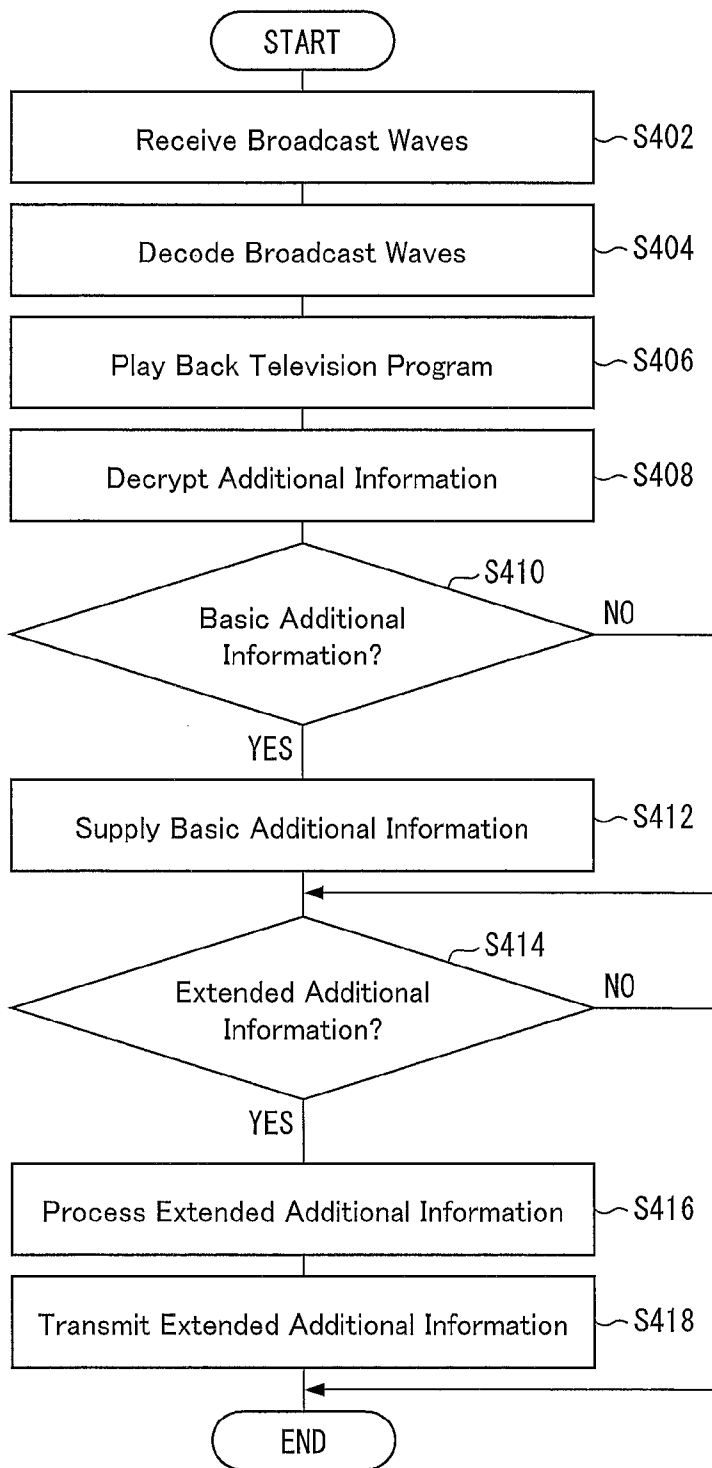 START
Receive Broadcast Waves
S402
Decode Broadcast Waves
S404
Play Back Television Program
S406
Decrypt Additional Information
S408
S410
Basic Additional
Information?
NO
YES
Supply Basic Additional Information
S412
S414
Extended Additional
Information?
NO
YES
Process Extended Additional Information
S416
Transmit Extended Additional Information
S418
END